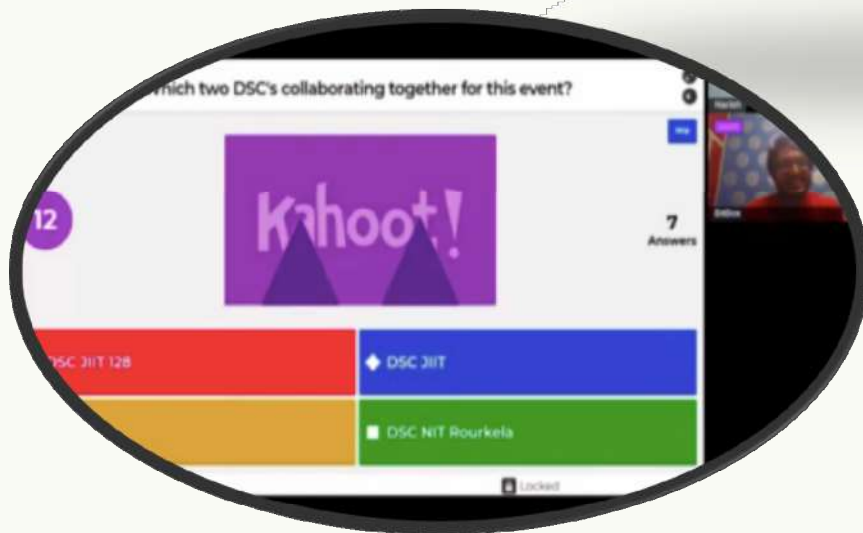 hich two DSC's collaborating together for this event?
12
Kahoot!
7
Answers
DSC JIIT 128
DSC JIIT
DSC NIT Rourkela
Locked